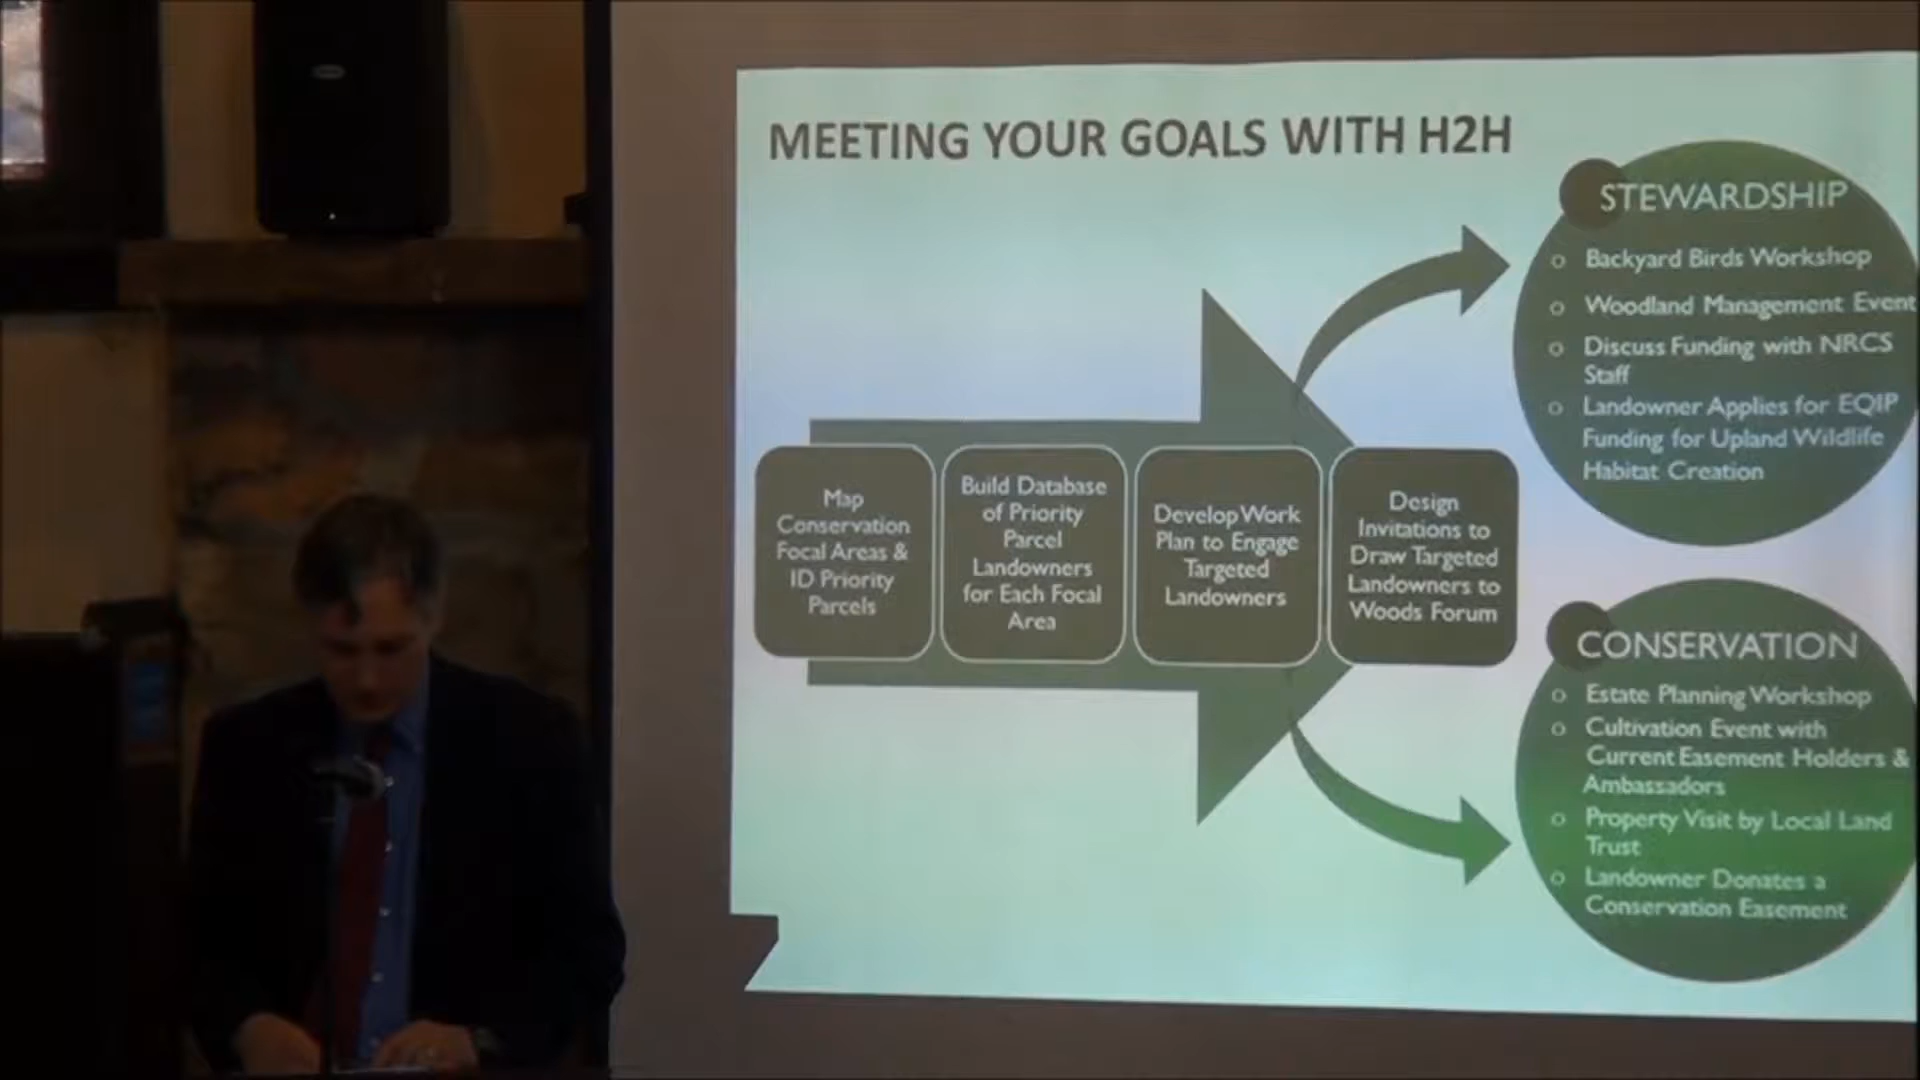 MEETING YOUR GOALS WITH H2H
Map
Conservation
Focal Areas &
ID Priority
Parcels
Build Database
of Priority
Parcel
Landowners
for Each Focal
Area
Develop Work
Plan to Engage
Targeted
Landowners
Design
Invitations to
Draw Targeted
Landowners to
Woods Forum
STEWARDSHIP
o Backyard Birds Workshop
o Woodland Management Event
o Discuss Funding with NRCS
Staff
o Landowner Applies for EQIP
Funding for Upland Wildlife
Habitat Creation
CONSERVATION
o Estate Planning Workshop
o Cultivation Event with
Current Easement Holders &
Ambassadors
o Property Visit by Local Land
Trust
o Landowner Donates a
Conservation Easement